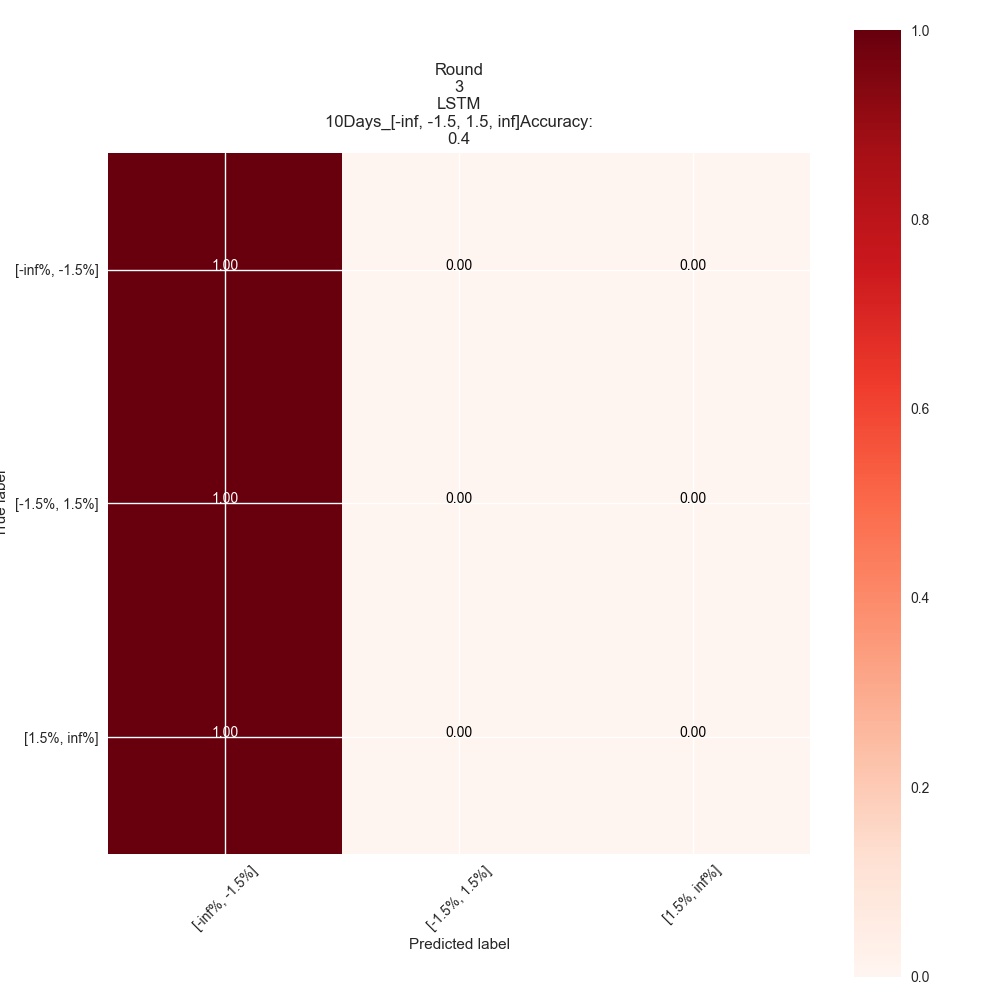 Round
3
LSTM
10Days_[-inf, -1.5, 1.5, inf]Accuracy:
0.4
1.0
0.8
0.6
0.4
0.2
0.0
[-inf%, -1.5%]
1.00
0.00
0.00
[-1.5%, 1.5%]
1.00
0.00
0.00
[1.5%, inf%]
1.00
0.00
0.00
[-inf%, -1.5%]
[-1.5%, 1.5%]
[1.5%, inf%]
Predicted label